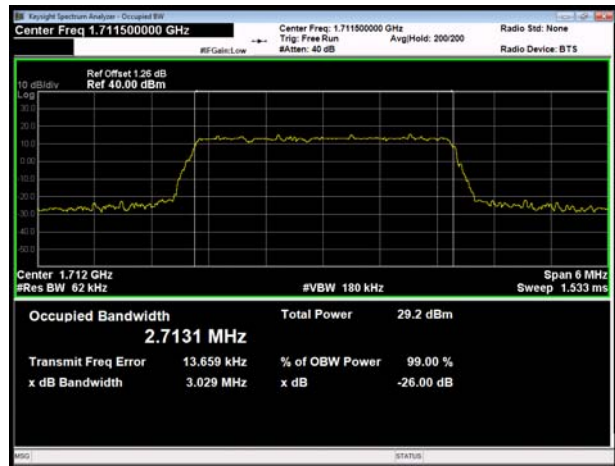 Keysight Spectrum Analyzer - Occupied BW
Center Freq 1.711500000 GHz
#IFGain:Low
Center Freq: 1.711500000 GHz
Trig: Free Run
Avg|Hold: 200/200
#Atten: 40 dB
Radio Std: None
Radio Device: BTS
10 dB/div
Log
Ref Offset 1.26 dB
Ref 40.00 dBm
30.0
20.0
10.0
0.00
-10.0
-20.0
-30.0
-40.0
-50.0
Center 1.712 GHz
#Res BW 62 kHz
#VBW 180 kHz
Span 6 MHz
Sweep 1.533 ms
Occupied Bandwidth
2.7131 MHz
Total Power 29.2 dBm
Transmit Freq Error 13.659 kHz
% of OBW Power 99.00 %
x dB Bandwidth 3.029 MHz
x dB -26.00 dB
MSG
STATUS